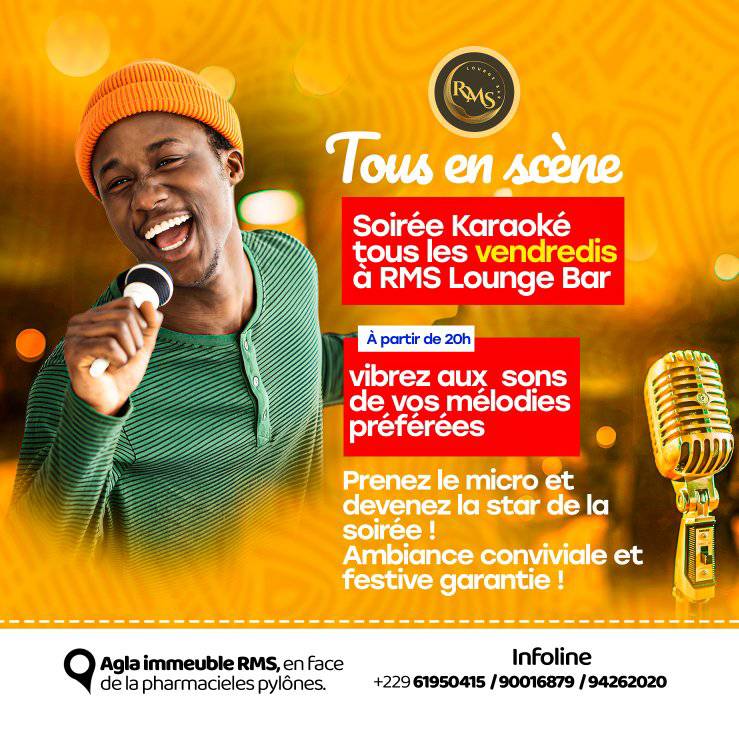 LOUNGE BAR
RMS
Tous en scène
Soirée Karaoké
tous les vendredis
à RMS Lounge Bar
À partir de 20h
vibrez aux sons
de vos mélodies
préférées
Prenez le micro et
devenez la star de la
soirée !
Ambiance conviviale et
festive garantie !
Agla immeuble RMS, en face
de la pharmacieles pylônes.
Infoline
+229 61950415 / 90016879 / 94262020